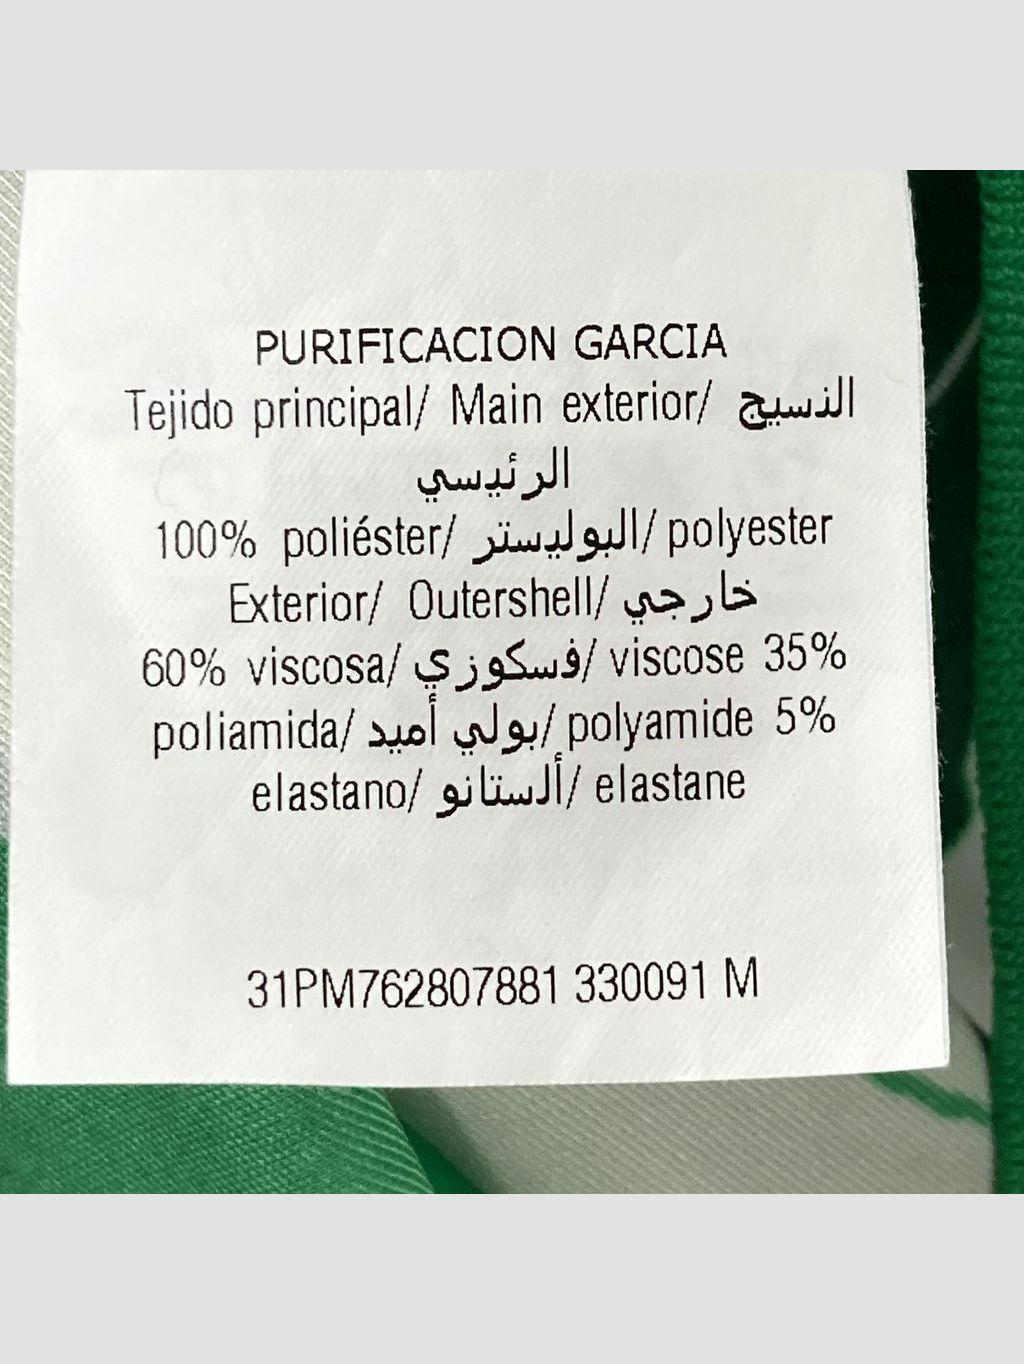 PURIFICACION GARCIA
Tejido principal/ Main exterior/ النسيج
الرئيسي
100% poliéster/ البوليستر/ polyester
Exterior/ Outershell/ خارجي
60% viscosa/ فسكوزي/ viscose 35%
poliamida/ بولي أميد/ polyamide 5%
elastano/ ألستانو/ elastane
31PM762807881 330091 M